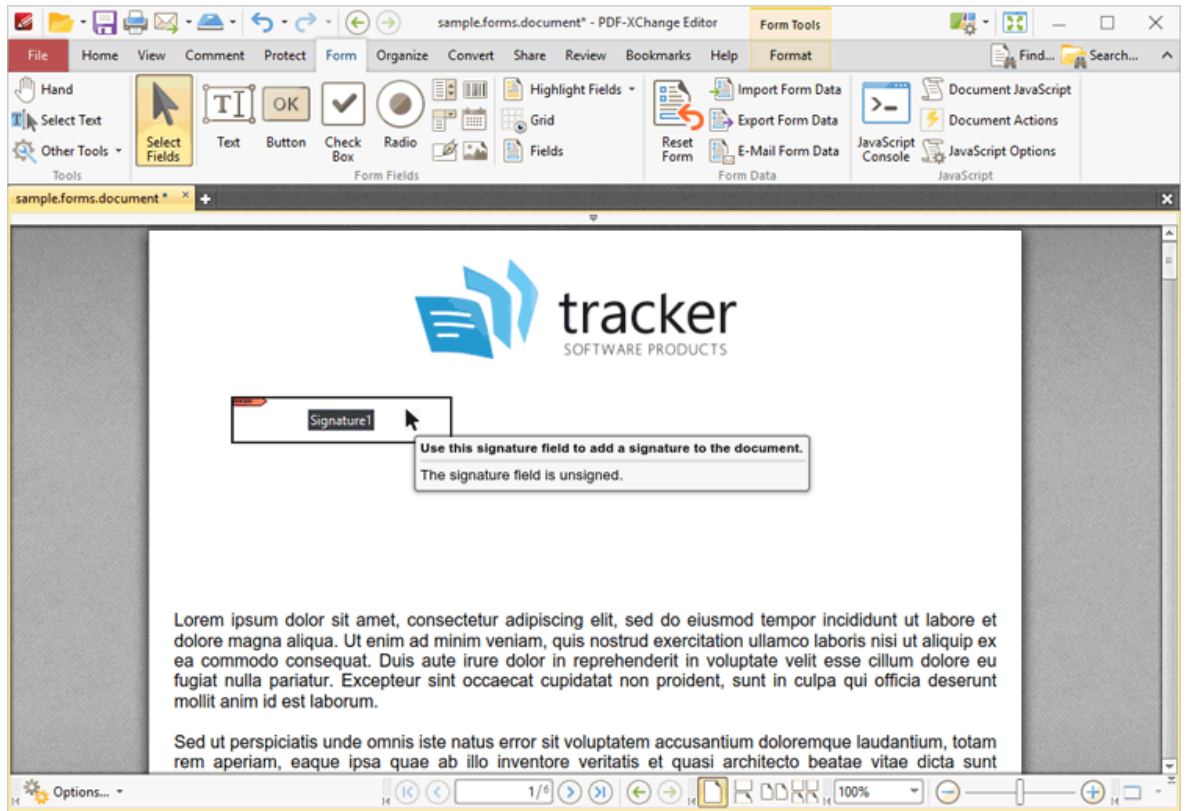 sample.forms.document* - PDF-XChange Editor
Form Tools
File Home View Comment Protect Form Organize Convert Share Review Bookmarks Help Format Find... Search...
Hand
Select Text
Other Tools
Tools
Select Fields
Text
OK
Button
Check Box
Radio
Form Fields
Highlight Fields
Grid
Fields
Reset Form
Import Form Data
Export Form Data
E-Mail Form Data
Form Data
JavaScript Console
Document JavaScript
Document Actions
JavaScript Options
JavaScript
sample.forms.document *
tracker
SOFTWARE PRODUCTS
Signature1
Use this signature field to add a signature to the document.
The signature field is unsigned.
Lorem ipsum dolor sit amet, consectetur adipiscing elit, sed do eiusmod tempor incididunt ut labore et
dolore magna aliqua. Ut enim ad minim veniam, quis nostrud exercitation ullamco laboris nisi ut aliquip ex
ea commodo consequat. Duis aute irure dolor in reprehenderit in voluptate velit esse cillum dolore eu
fugiat nulla pariatur. Excepteur sint occaecat cupidatat non proident, sunt in culpa qui officia deserunt
mollit anim id est laborum.
Sed ut perspiciatis unde omnis iste natus error sit voluptatem accusantium doloremque laudantium, totam
rem aperiam, eaque ipsa quae ab illo inventore veritatis et quasi architecto beatae vitae dicta sunt
Options... 1/6 100%